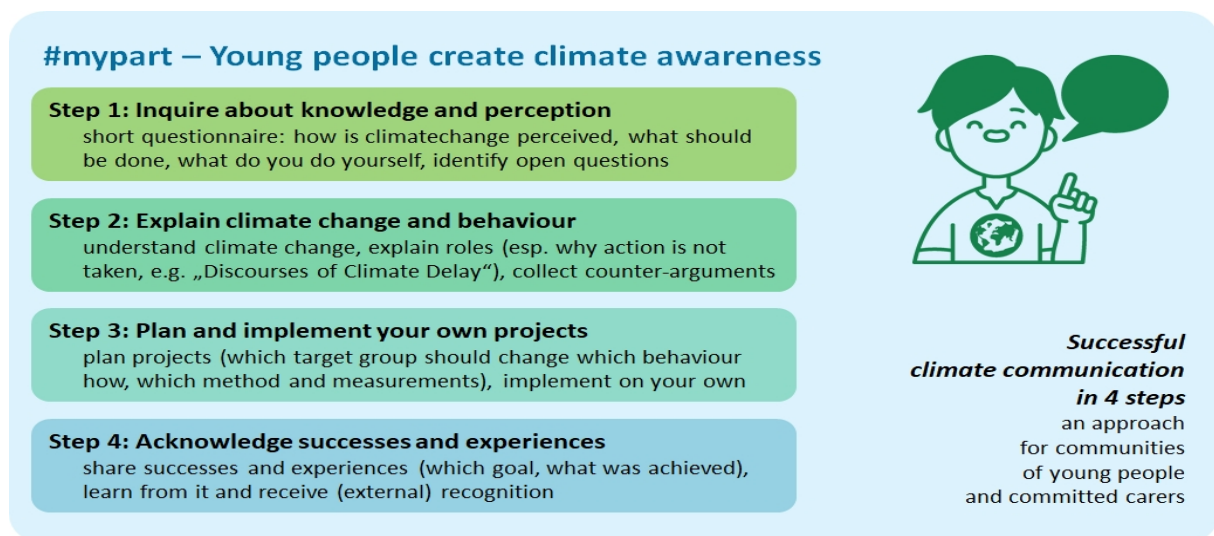 #mypart – Young people create climate awareness
Step 1: Inquire about knowledge and perception
short questionnaire: how is climatechange perceived, what should
be done, what do you do yourself, identify open questions
Step 2: Explain climate change and behaviour
understand climate change, explain roles (esp. why action is not
taken, e.g. „Discourses of Climate Delay“), collect counter-arguments
Step 3: Plan and implement your own projects
plan projects (which target group should change which behaviour
how, which method and measurements), implement on your own
Step 4: Acknowledge successes and experiences
share successes and experiences (which goal, what was achieved),
learn from it and receive (external) recognition
Successful
climate communication
in 4 steps
an approach
for communities
of young people
and committed carers